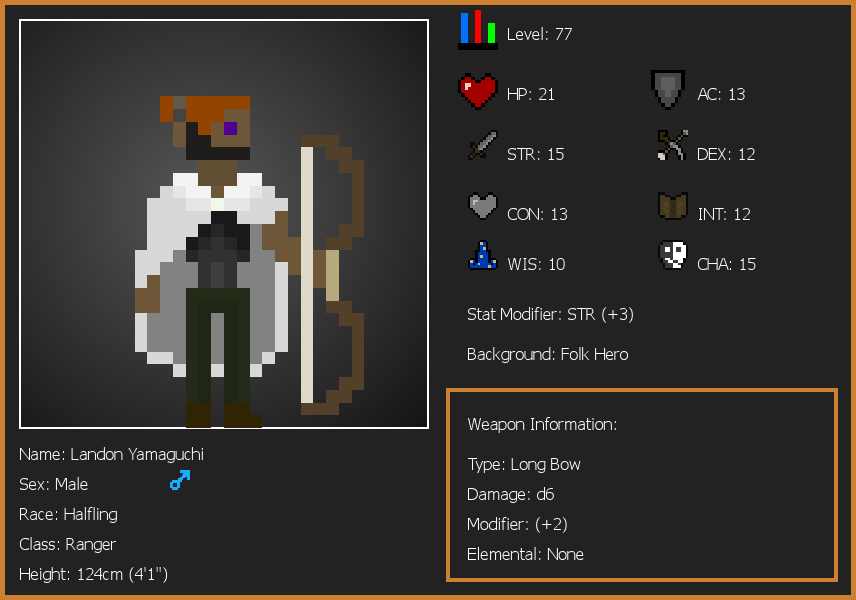 Level: 77
HP: 21
AC: 13
STR: 15
DEX: 12
CON: 13
INT: 12
WIS: 10
CHA: 15
Stat Modifier: STR (+3)
Background: Folk Hero
Weapon Information:
Type: Long Bow
Damage: d6
Modifier: (+2)
Elemental: None
Name: Landon Yamaguchi
Sex: Male
Race: Halfling
Class: Ranger
Height: 124cm (4'1")